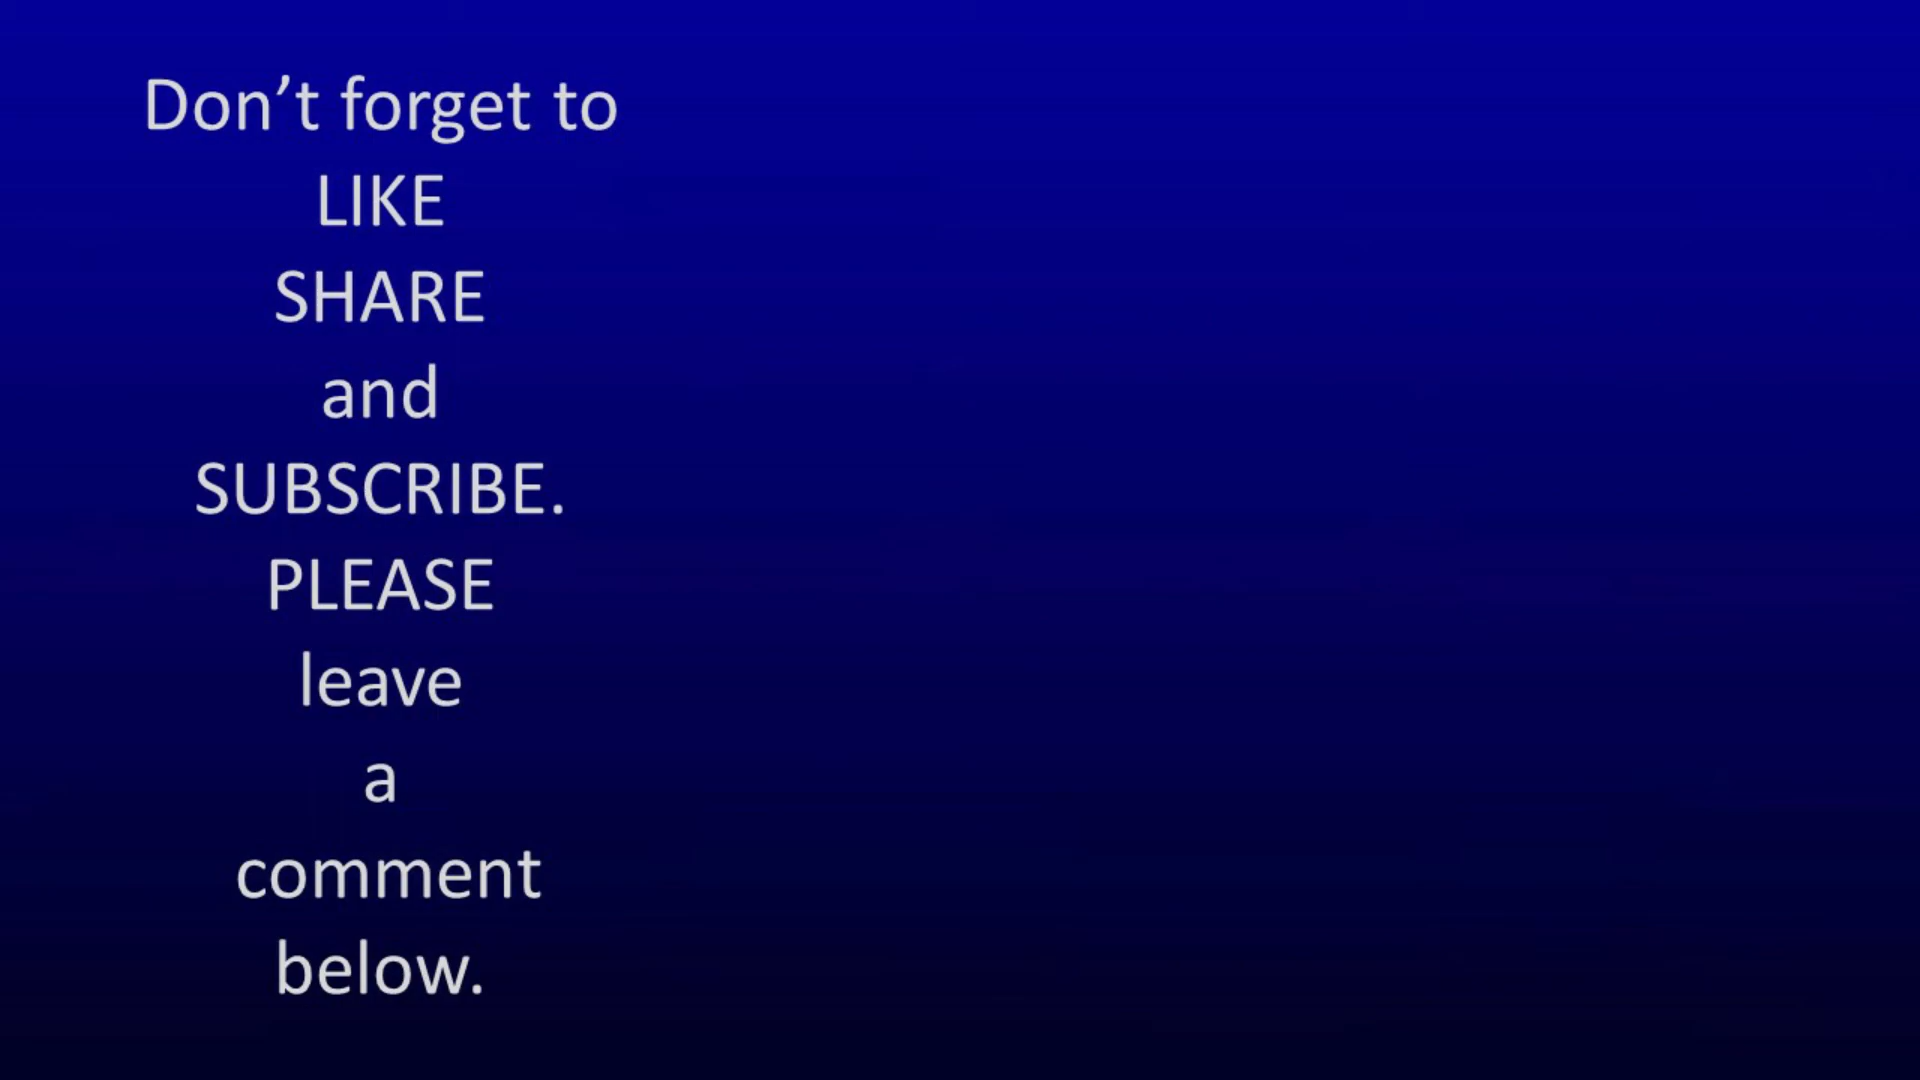 Don’t forget to
LIKE
SHARE
and
SUBSCRIBE.
PLEASE
leave
a
comment
below.